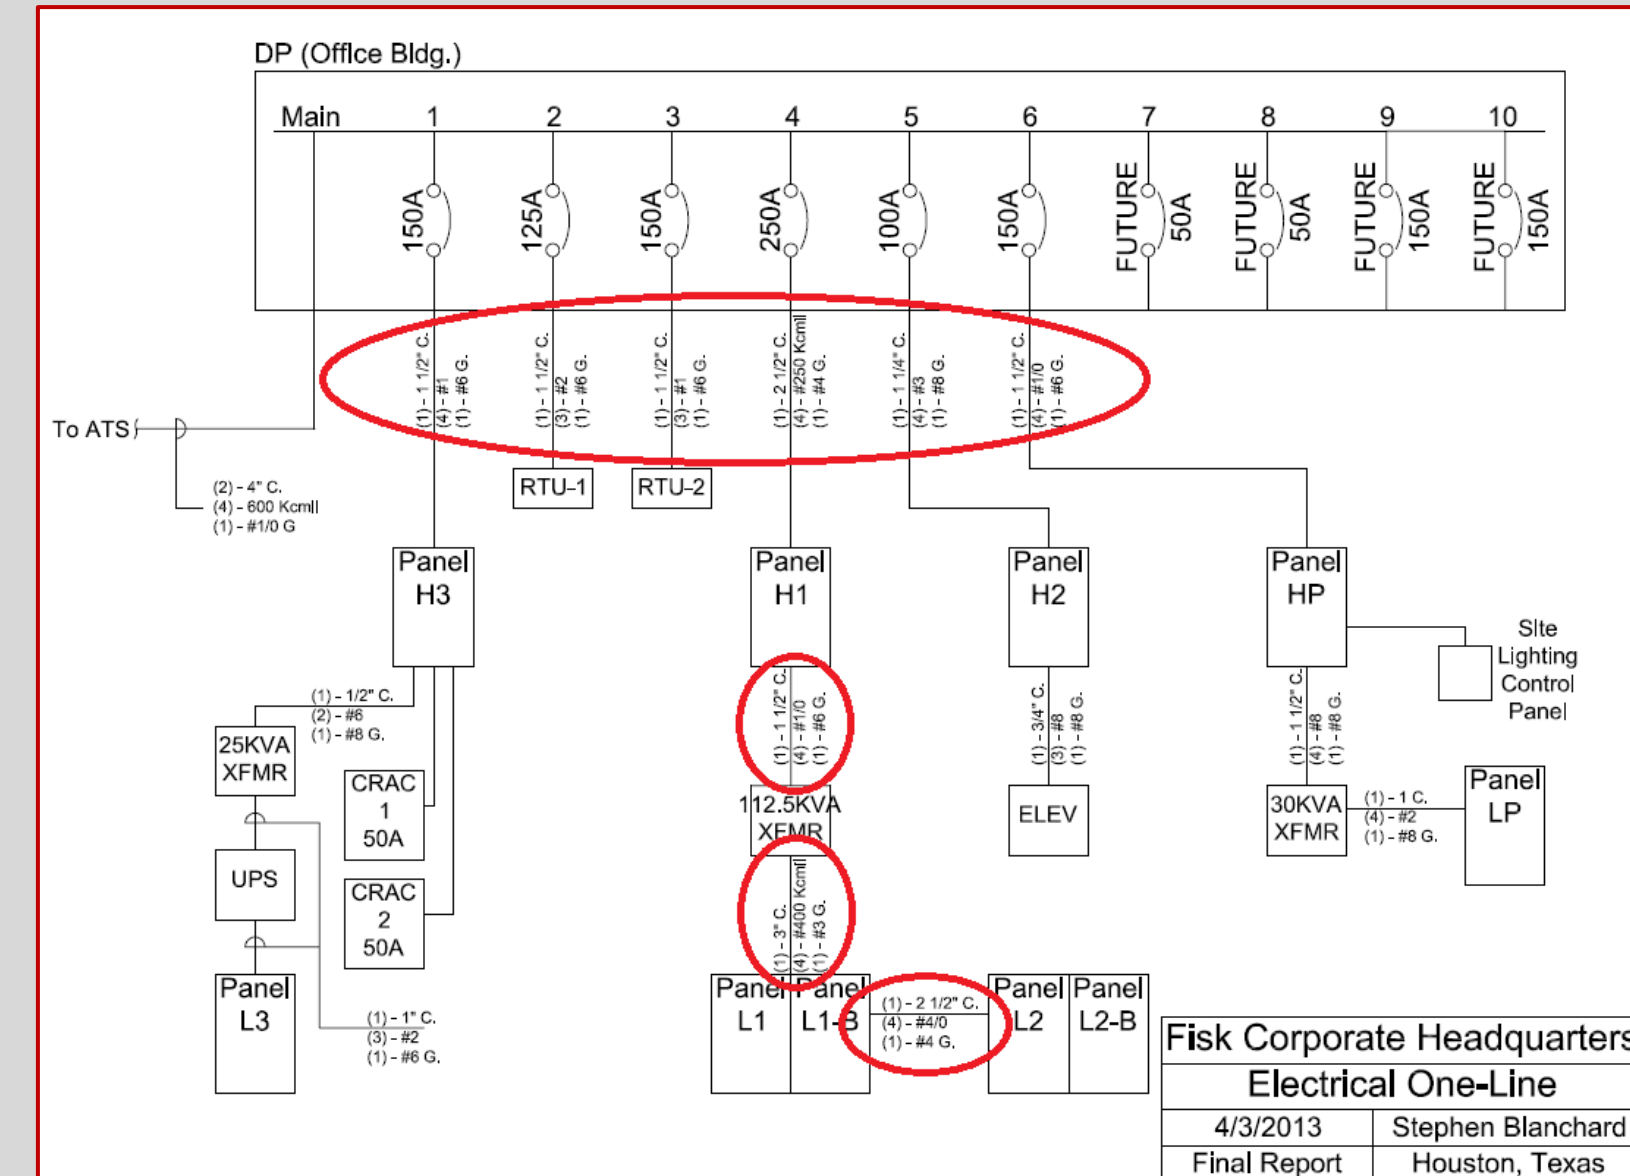 DP (Office Bldg.)
Main 1 2 3 4 5 6 7 8 9 10
150A
125A
150A
250A
100A
150A
FUTURE
50A
FUTURE
50A
FUTURE
150A
FUTURE
150A
(1) - 1 1/2" C.
(4) - #1
(1) - #6 G.
(1) - 1 1/2" C.
(3) - #2
(1) - #6 G.
(1) - 1 1/2" C.
(3) - #1
(1) - #6 G.
(1) - 2 1/2" C.
(4) - #250 Kcmil
(1) - #4 G.
(1) - 1 1/4" C.
(4) - #3
(1) - #8 G.
(1) - 1 1/2" C.
(4) - #1/0
(1) - #6 G.
To ATS
(2) - 4" C.
(4) - 600 Kcmil
(1) - #1/0 G
RTU-1
RTU-2
Panel
H3
Panel
H1
Panel
H2
Panel
HP
Site
Lighting
Control
Panel
(1) - 1/2" C.
(2) - #6
(1) - #8 G.
(1) - 1 1/2" C.
(4) - #1/0
(1) - #6 G.
(1) - 3/4" C.
(3) - #8
(1) - #8 G.
(1) - 1 1/2" C.
(4) - #8
(1) - #8 G.
25KVA
XFMR
CRAC
1
50A
112.5KVA
XFMR
ELEV
30KVA
XFMR
(1) - 1 C.
(4) - #2
(1) - #8 G.
Panel
LP
UPS
CRAC
2
50A
(1) - 3" C.
(4) - #400 Kcmil
(1) - #3 G.
Panel
L3
(1) - 1" C.
(3) - #2
(1) - #6 G.
Panel
L1
Panel
L1-B
(1) - 2 1/2" C.
(4) - #4/0
(1) - #4 G.
Panel
L2
Panel
L2-B
Fisk Corporate Headquarters
Electrical One-Line
4/3/2013 Stephen Blanchard
Final Report Houston, Texas